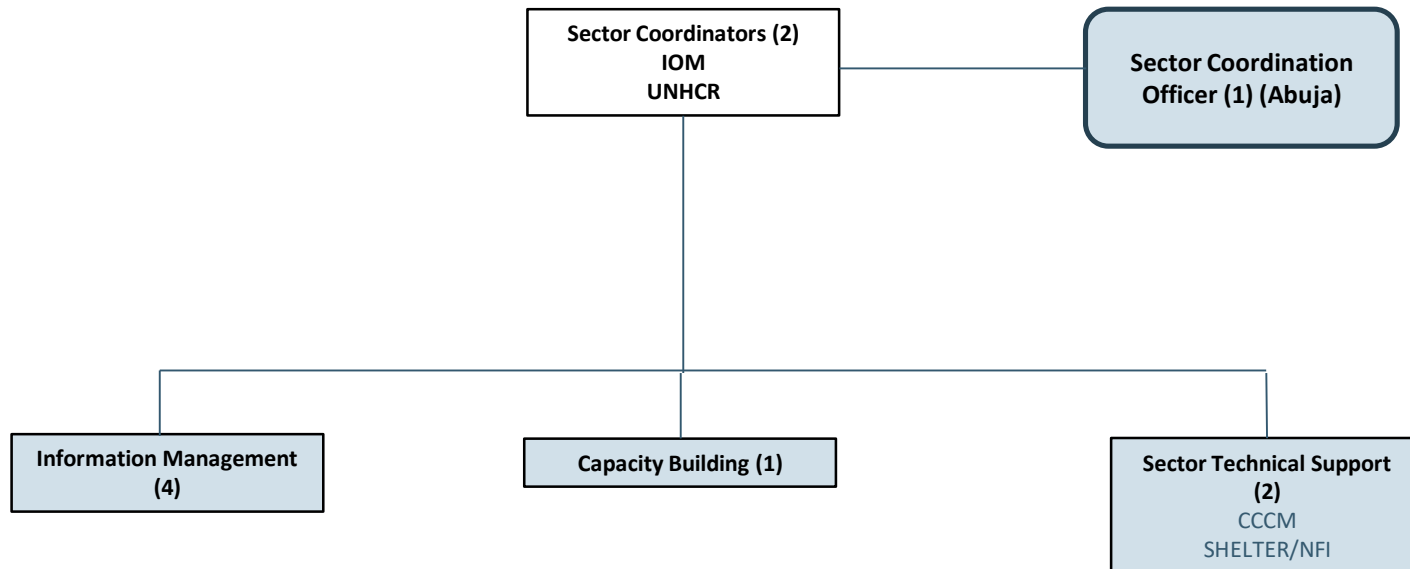 Sector Coordinators (2)
IOM
UNHCR
Sector Coordination
Officer (1) (Abuja)
Information Management
(4)
Capacity Building (1)
Sector Technical Support
(2)
CCCM
SHELTER/NFI